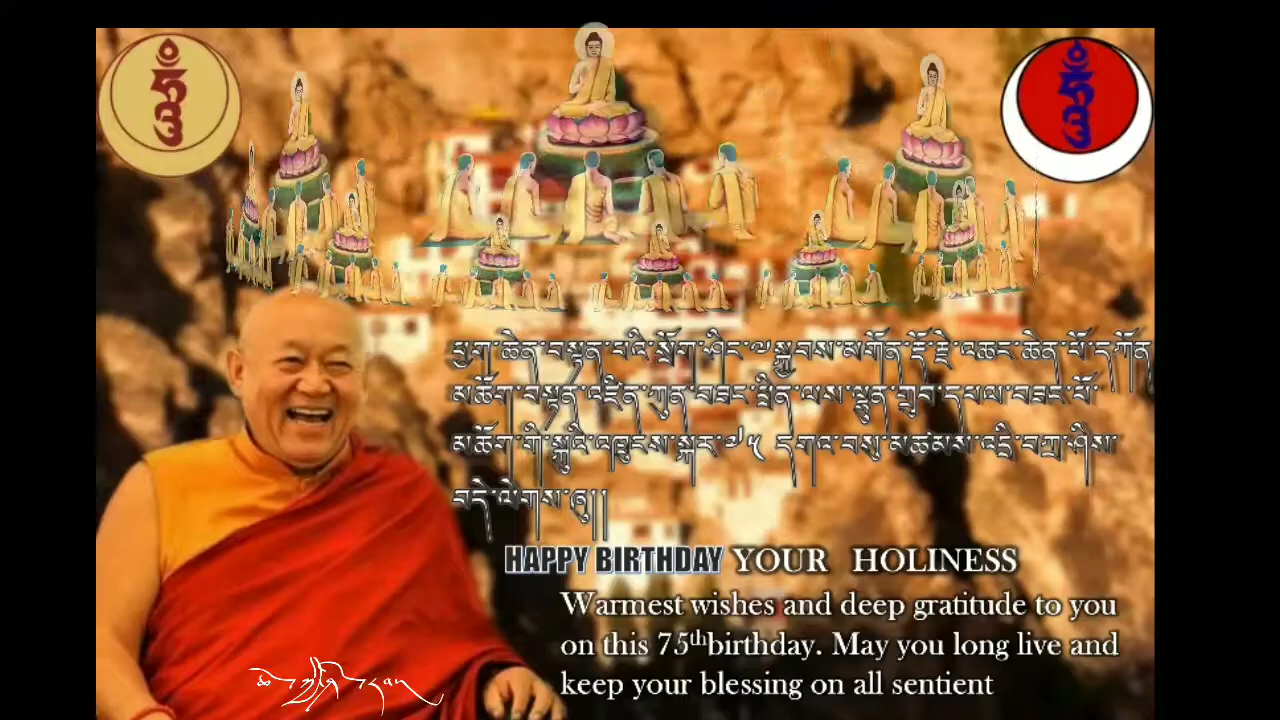 ཕྱག་ཆེན་བསྟན་པའི་སྲོག་ཤིང་༧སྐྱབས་མགོན་རྡོ་རྗེ་འཆང་ཆེན་པོ་དཀོན་
མཆོག་བསྟན་འཛིན་ཀུན་བཟང་ཕྲིན་ལས་ལྷུན་གྲུབ་དཔལ་བཟང་པོ་
མཆོག་གི་སྐུའི་འཁྲུངས་སྐར་༧༥ དགའ་བསུ་མཚམས་འདྲི་བཀྲ་ཤིས་
བདེ་ལེགས་ཞུ།།
HAPPY BIRTHDAY YOUR HOLINESS
Warmest wishes and deep gratitude to you
on this 75th birthday. May you long live and
keep your blessing on all sentient